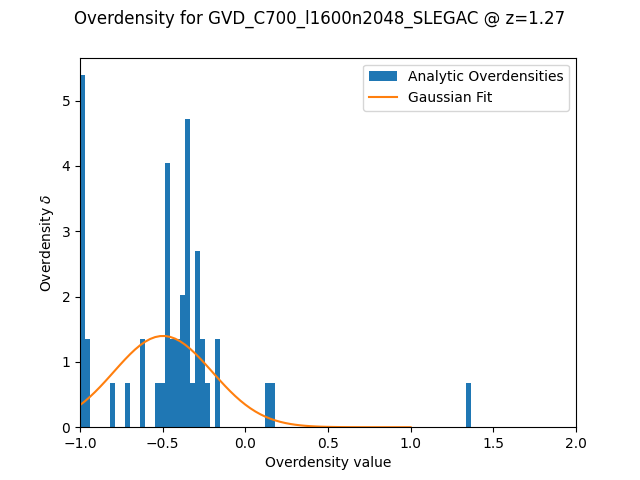 Overdensity for GVD_C700_l1600n2048_SLEGAC @ z=1.27
Analytic Overdensities
Gaussian Fit
Overdensity δ
5
4
3
2
1
0
−1.0 −0.5 0.0 0.5 1.0 1.5 2.0
Overdensity value